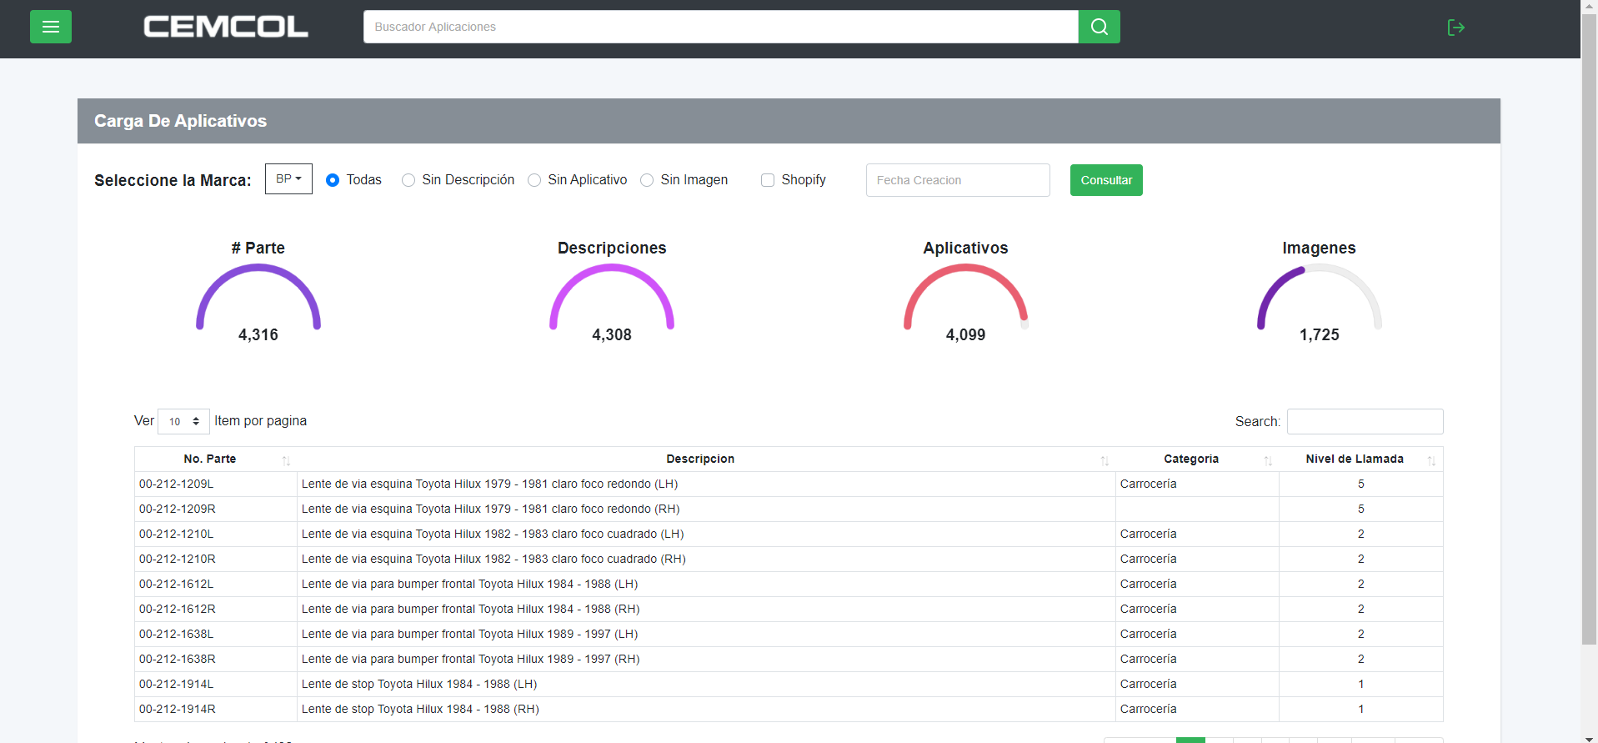 CEMCOL
Buscador Aplicaciones
Carga De Aplicativos
Seleccione la Marca: BP Todas Sin Descripción Sin Aplicativo Sin Imagen Shopify Fecha Creacion Consultar
# Parte Descripciones Aplicativos Imagenes
4,316 4,308 4,099 1,725
Ver 10 Item por pagina Search:
No. Parte Descripcion Categoria Nivel de Llamada
00-212-1209L Lente de via esquina Toyota Hilux 1979 - 1981 claro foco redondo (LH) Carrocería 5
00-212-1209R Lente de via esquina Toyota Hilux 1979 - 1981 claro foco redondo (RH) 5
00-212-1210L Lente de via esquina Toyota Hilux 1982 - 1983 claro foco cuadrado (LH) Carrocería 2
00-212-1210R Lente de via esquina Toyota Hilux 1982 - 1983 claro foco cuadrado (RH) Carrocería 2
00-212-1612L Lente de via para bumper frontal Toyota Hilux 1984 - 1988 (LH) Carrocería 2
00-212-1612R Lente de via para bumper frontal Toyota Hilux 1984 - 1988 (RH) Carrocería 2
00-212-1638L Lente de via para bumper frontal Toyota Hilux 1989 - 1997 (LH) Carrocería 2
00-212-1638R Lente de via para bumper frontal Toyota Hilux 1989 - 1997 (RH) Carrocería 2
00-212-1914L Lente de stop Toyota Hilux 1984 - 1988 (LH) Carrocería 1
00-212-1914R Lente de stop Toyota Hilux 1984 - 1988 (RH) Carrocería 1